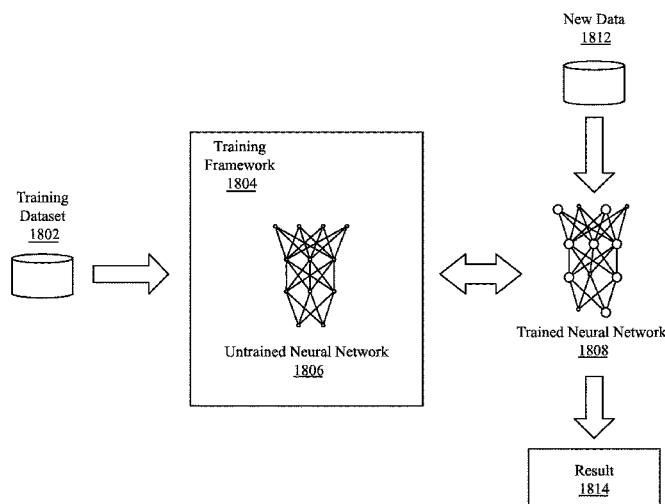 New Data
1812
Training
Framework
1804
Training
Dataset
1802
Untrained Neural Network
1806
Trained Neural Network
1808
Result
1814